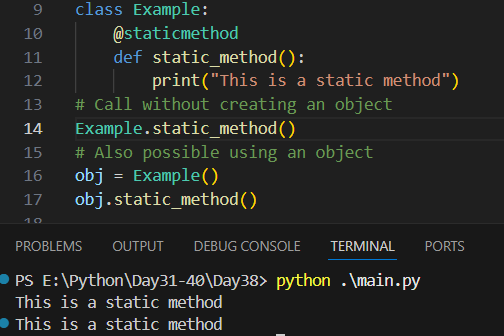 9 class Example:
10 @staticmethod
11 def static_method():
12 print("This is a static method")
13 # Call without creating an object
14 Example.static_method()
15 # Also possible using an object
16 obj = Example()
17 obj.static_method()
18
PROBLEMS OUTPUT DEBUG CONSOLE TERMINAL PORTS
PS E:\Python\Day31-40\Day38> python .\main.py
This is a static method
This is a static method